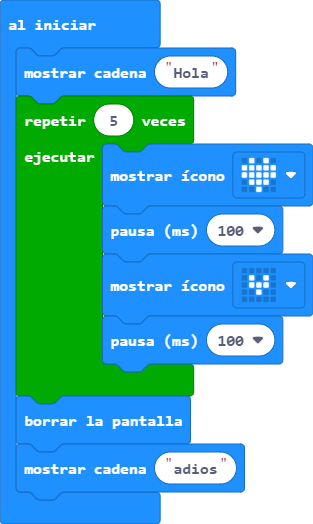 al iniciar
mostrar cadena "Hola"
repetir 5 veces
ejecutar
mostrar ícono
pausa (ms) 100
mostrar ícono
pausa (ms) 100
borrar la pantalla
mostrar cadena "adios"